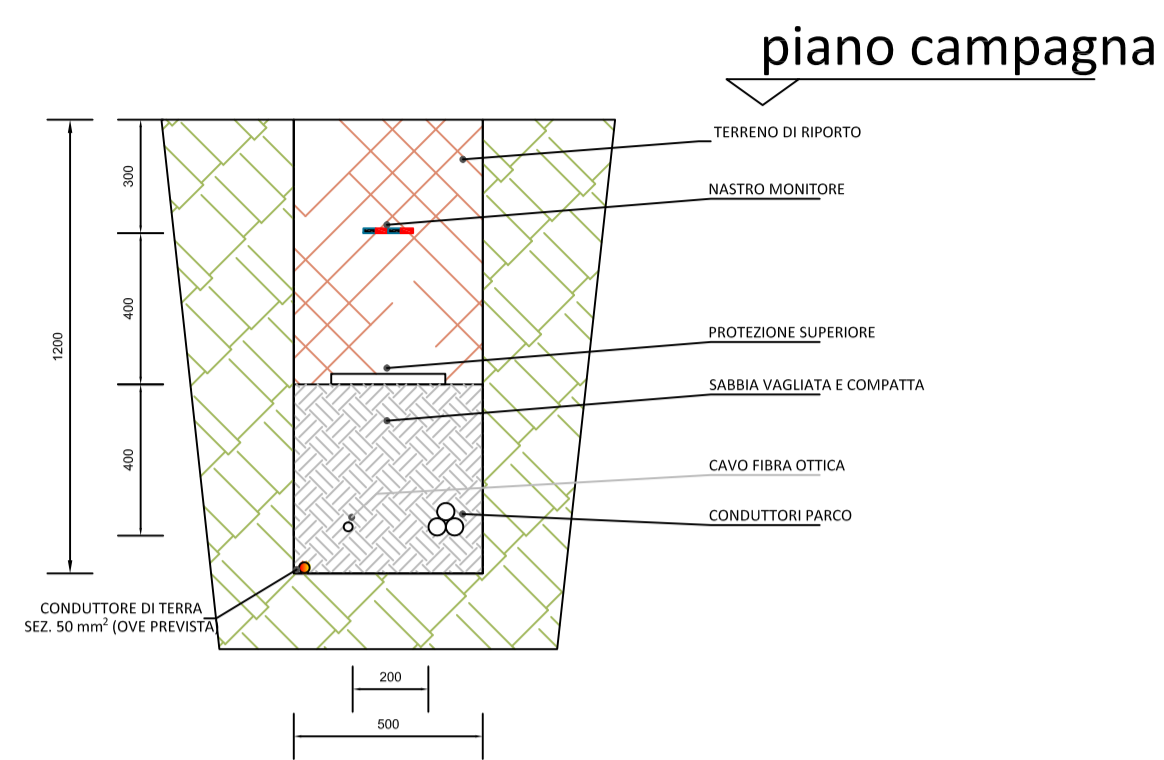 piano campagna
TERRENO DI RIPORTO
NASTRO MONITORE
PROTEZIONE SUPERIORE
SABBIA VAGLIATA E COMPATTA
CAVO FIBRA OTTICA
CONDUTTORI PARCO
300
400
1200
400
CONDUTTORE DI TERRA
SEZ. 50 mm² (OVE PREVISTA)
200
500